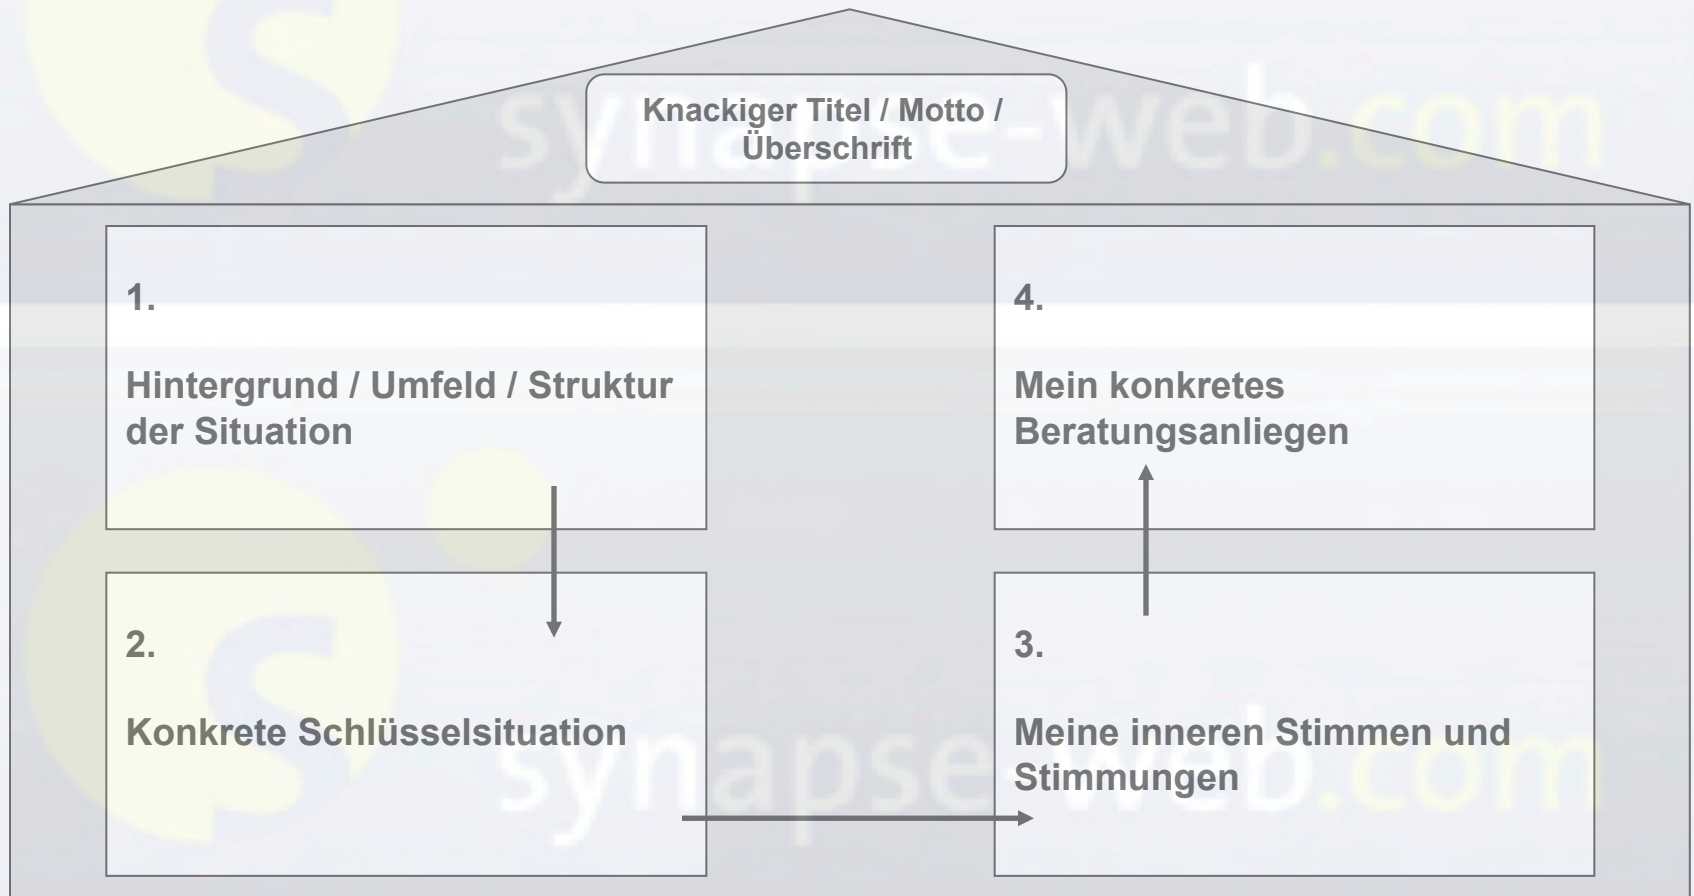 Knackiger Titel / Motto /
Überschrift
1.
Hintergrund / Umfeld / Struktur
der Situation
2.
Konkrete Schlüsselsituation
3.
Meine inneren Stimmen und
Stimmungen
4.
Mein konkretes
Beratungsanliegen
synapse-web.com
synapse-web.com